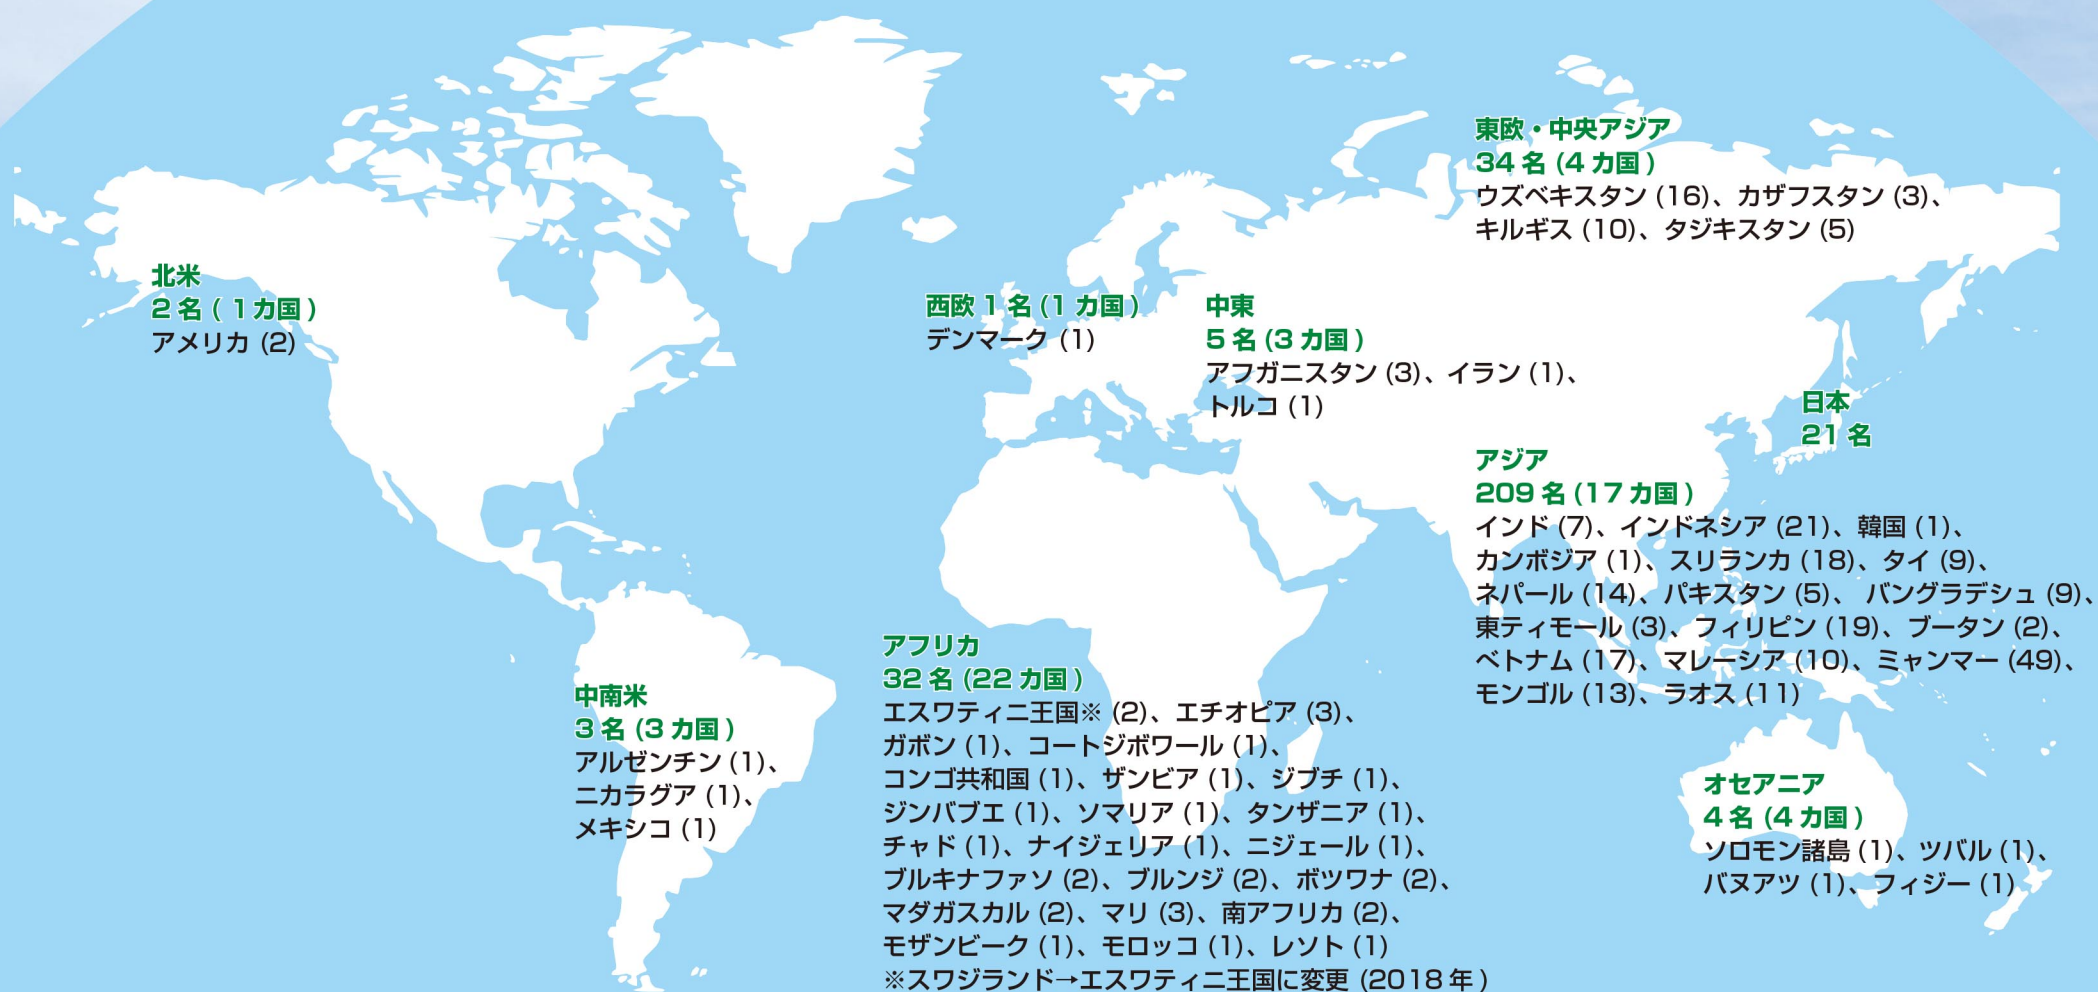 北米
2名 ( 1カ国 )
アメリカ (2)
西欧 1 名 (1 カ国 )
デンマーク (1)
中東
5 名 (3 カ国 )
アフガニスタン (3)、イラン (1)、
トルコ (1)
東欧・中央アジア
34 名 (4 カ国 )
ウズベキスタン (16)、カザフスタン (3)、
キルギス (10)、タジキスタン (5)
日本
21 名
アジア
209 名 (17 カ国 )
インド (7)、インドネシア (21)、韓国 (1)、
カンボジア (1)、スリランカ (18)、タイ (9)、
ネパール (14)、パキスタン (5)、 バングラデシュ (9)、
東ティモール (3)、フィリピン (19)、ブータン (2)、
ベトナム (17)、マレーシア (10)、ミャンマー (49)、
モンゴル (13)、ラオス (11)
中南米
3 名 (3 カ国 )
アルゼンチン (1)、
ニカラグア (1)、
メキシコ (1)
アフリカ
32 名 (22 カ国 )
エスワティニ王国※ (2)、エチオピア (3)、
ガボン (1)、コートジボワール (1)、
コンゴ共和国 (1)、ザンビア (1)、ジブチ (1)、
ジンバブエ (1)、ソマリア (1)、タンザニア (1)、
チャド (1)、ナイジェリア (1)、ニジェール (1)、
ブルキナファソ (2)、ブルンジ (2)、ボツワナ (2)、
マダガスカル (2)、マリ (3)、南アフリカ (2)、
モザンビーク (1)、モロッコ (1)、レソト (1)
※スワジランド→エスワティニ王国に変更 (2018 年 )
オセアニア
4 名 (4 カ国 )
ソロモン諸島 (1)、ツバル (1)、
バヌアツ (1)、フィジー (1)